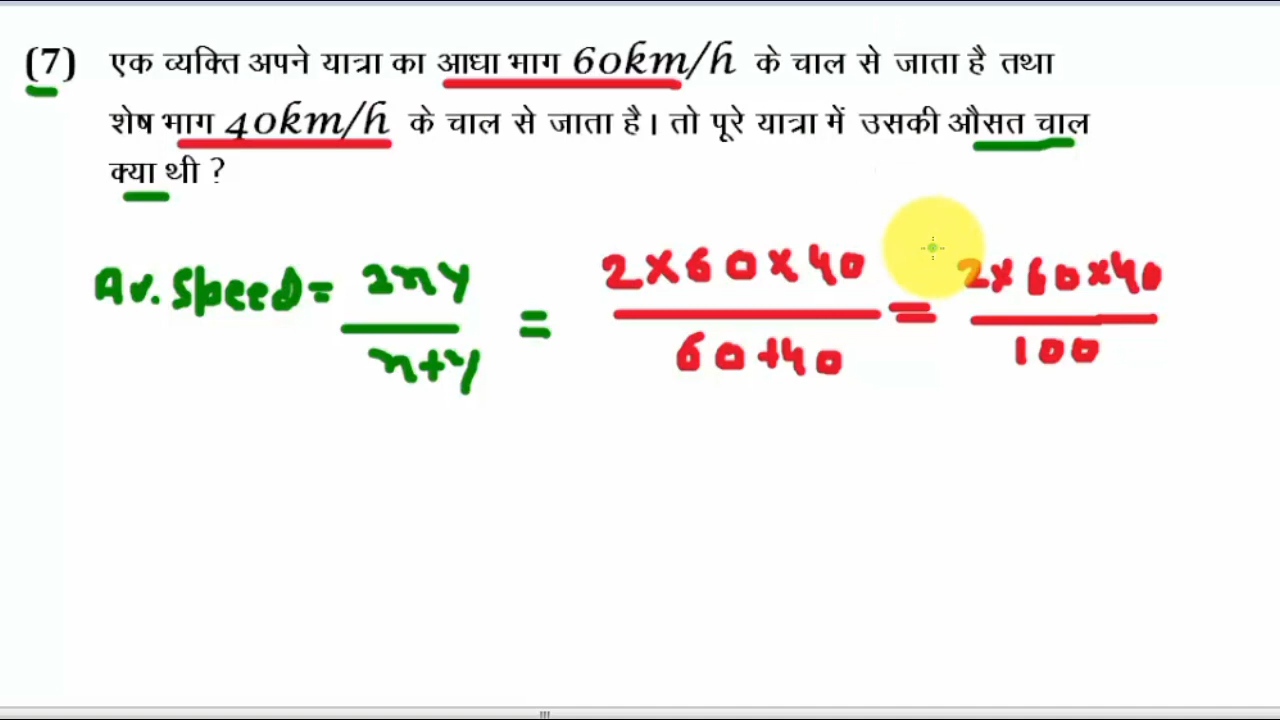 (7) एक व्यक्ति अपने यात्रा का आधा भाग 60km/h के चाल से जाता है तथा
शेष भाग 40km/h के चाल से जाता है। तो पूरे यात्रा में उसकी औसत चाल
क्या थी ?
Av. Speed = 2xy / x+y = 2×60×40 / 60+40 = 2×60×40 / 100